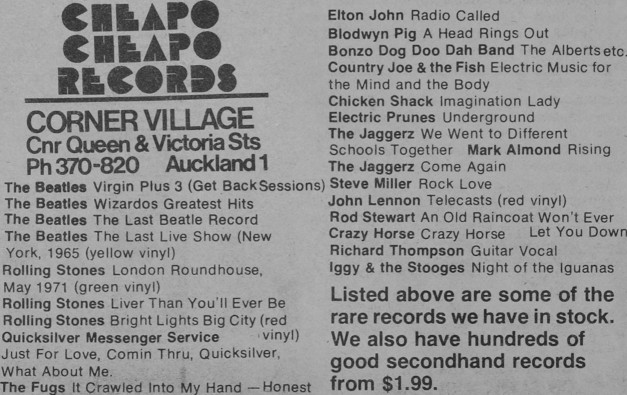 CHEAPO
CHEAPO
RECORDS
CORNER VILLAGE
Cnr Queen & Victoria Sts
Ph 370-820 Auckland 1
The Beatles Virgin Plus 3 (Get Back Sessions)
The Beatles Wizardos Greatest Hits
The Beatles The Last Beatle Record
The Beatles The Last Live Show (New
York, 1965 (yellow vinyl)
Rolling Stones London Roundhouse,
May 1971 (green vinyl)
Rolling Stones Liver Than You'll Ever Be
Rolling Stones Bright Lights Big City (red
vinyl)
Quicksilver Messenger Service
Just For Love, Comin Thru, Quicksilver,
What About Me.
The Fugs It Crawled Into My Hand — Honest
Elton John Radio Called
Blodwyn Pig A Head Rings Out
Bonzo Dog Doo Dah Band The Alberts etc.
Country Joe & the Fish Electric Music for
the Mind and the Body
Chicken Shack Imagination Lady
Electric Prunes Underground
The Jaggerz We Went to Different
Schools Together Mark Almond Rising
The Jaggerz Come Again
Steve Miller Rock Love
John Lennon Telecasts (red vinyl)
Rod Stewart An Old Raincoat Won't Ever
Let You Down
Crazy Horse Crazy Horse
Richard Thompson Guitar Vocal
Iggy & the Stooges Night of the Iguanas
Listed above are some of the
rare records we have in stock.
We also have hundreds of
good secondhand records
from $1.99.